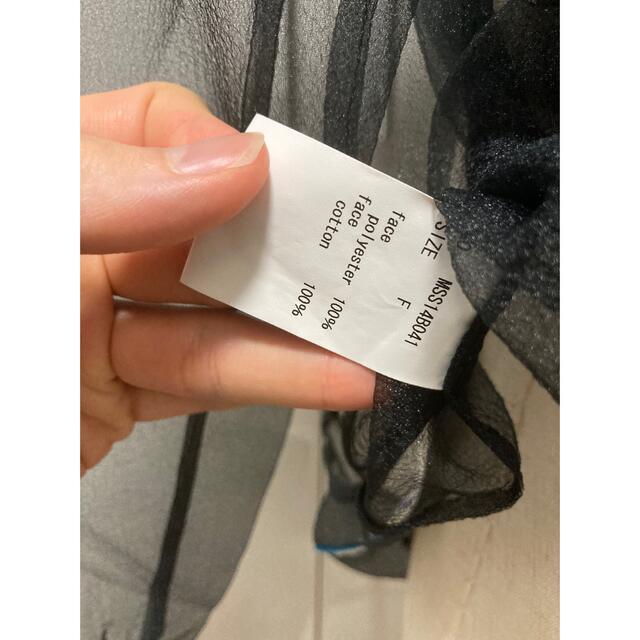 MSS14B041
SIZE F
face
polyester 100%
face
cotton 100%